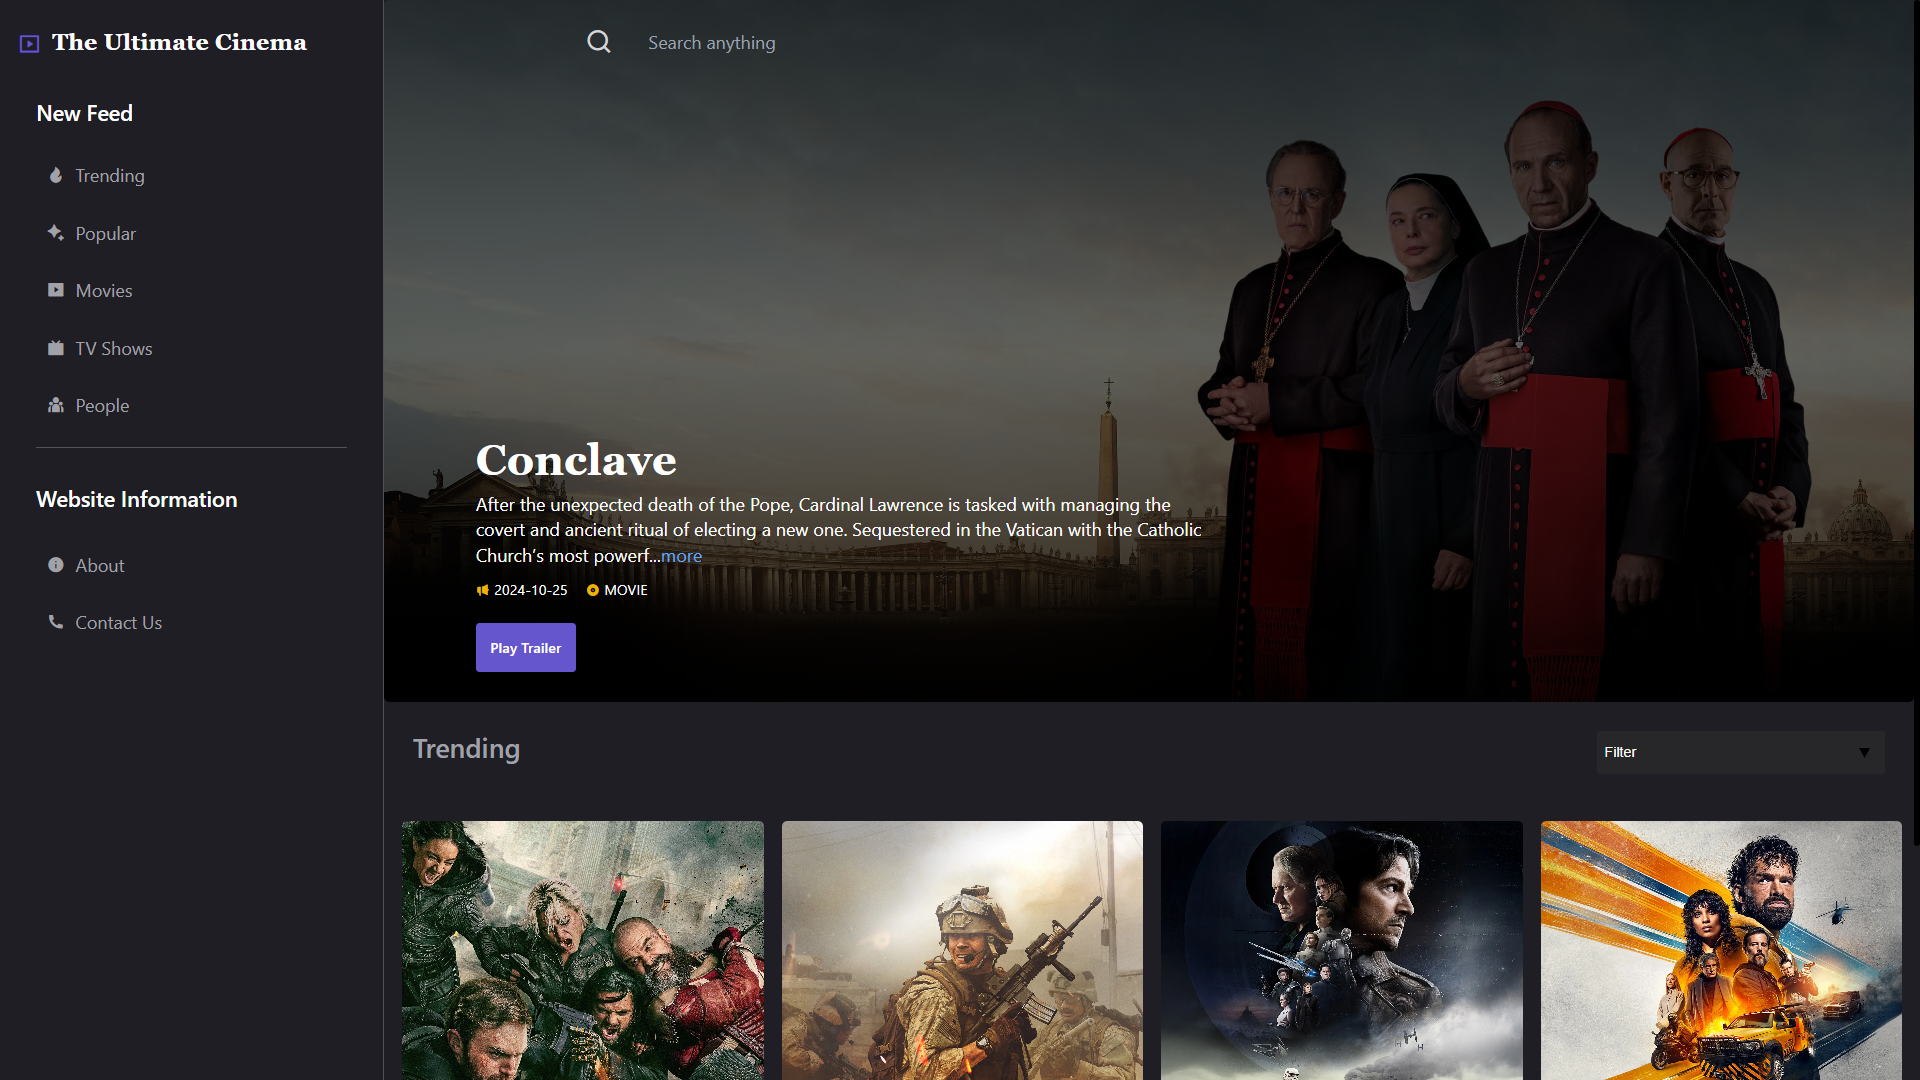 The Ultimate Cinema
New Feed
Trending
Popular
Movies
TV Shows
People
Website Information
About
Contact Us
Search anything
Conclave
After the unexpected death of the Pope, Cardinal Lawrence is tasked with managing the
covert and ancient ritual of electing a new one. Sequestered in the Vatican with the Catholic
Church’s most powerf...more
2024-10-25 MOVIE
Play Trailer
Trending
Filter